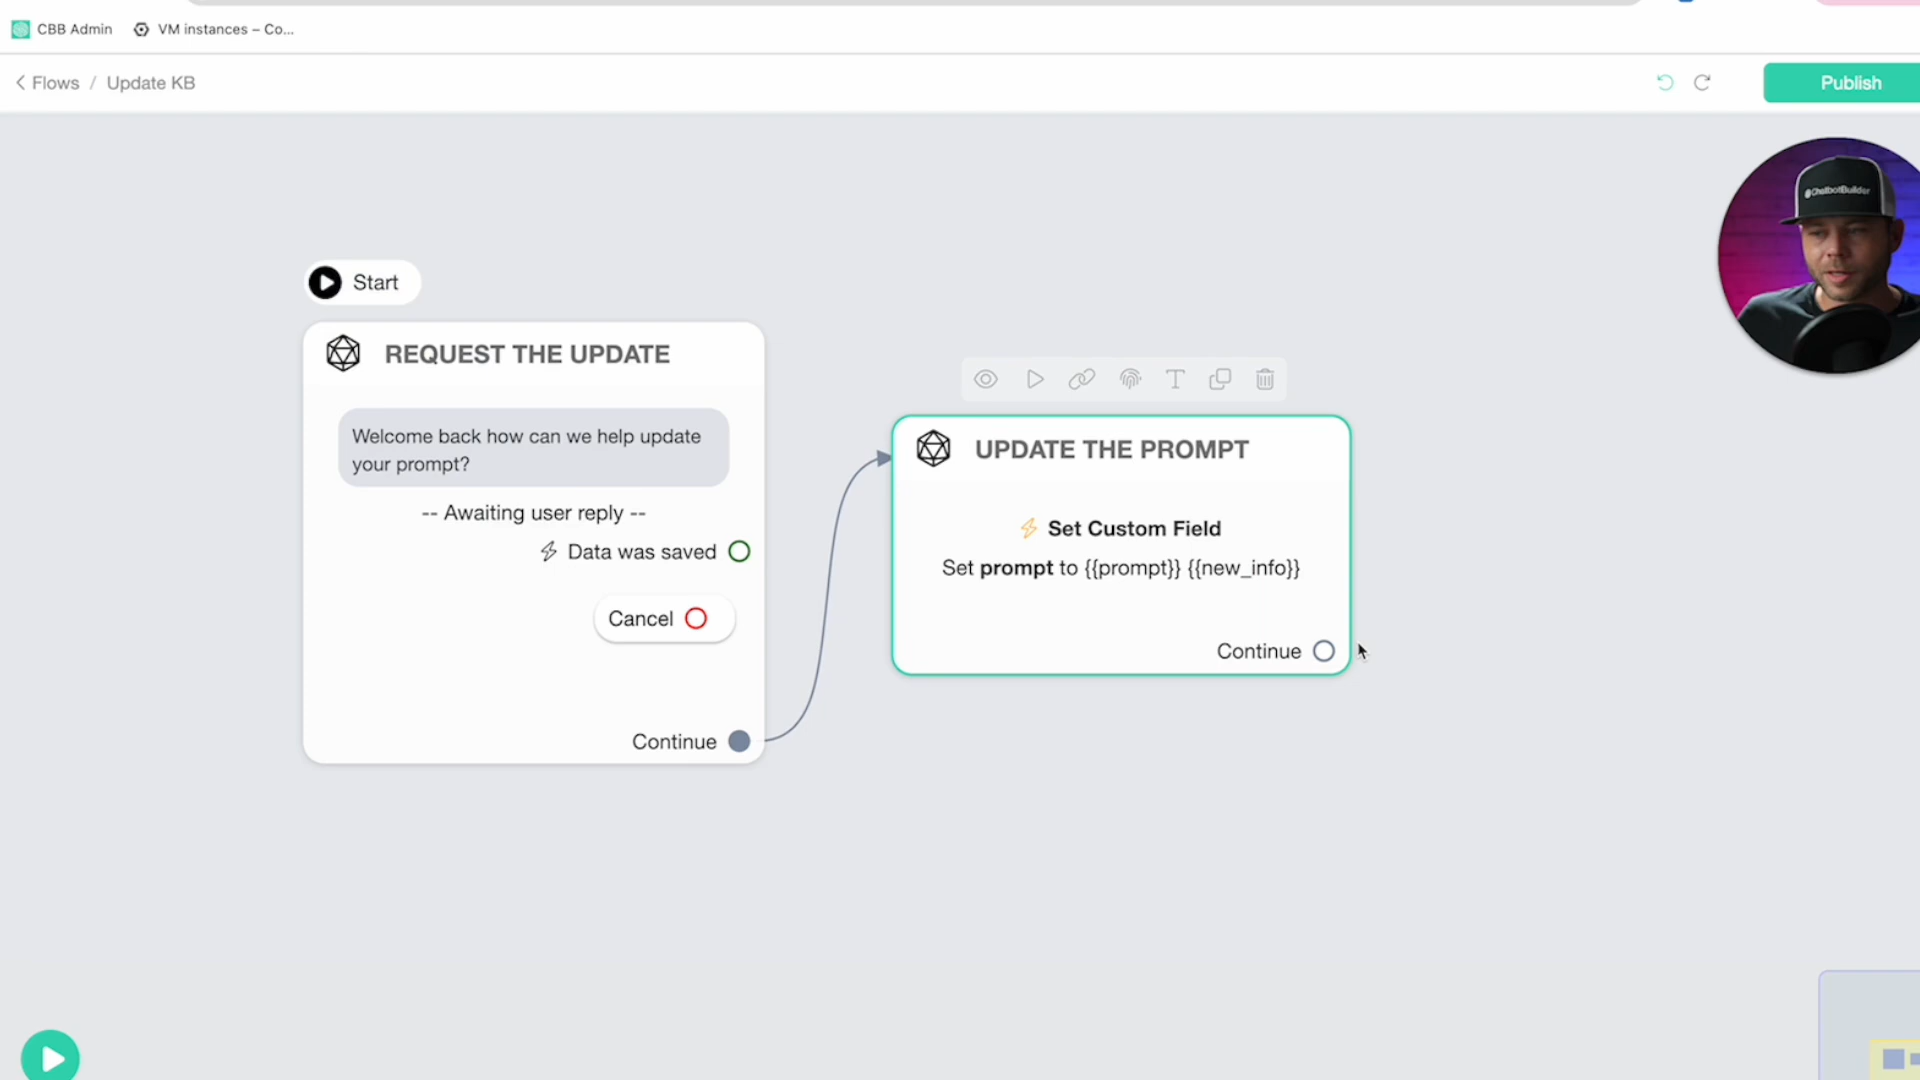 CBB Admin
VM instances – Co...
Flows / Update KB
Publish
@ChatbotBuilder
Start
REQUEST THE UPDATE
Welcome back how can we help update
your prompt?
-- Awaiting user reply --
Data was saved
Cancel
Continue
UPDATE THE PROMPT
Set Custom Field
Set prompt to {{prompt}} {{new_info}}
Continue